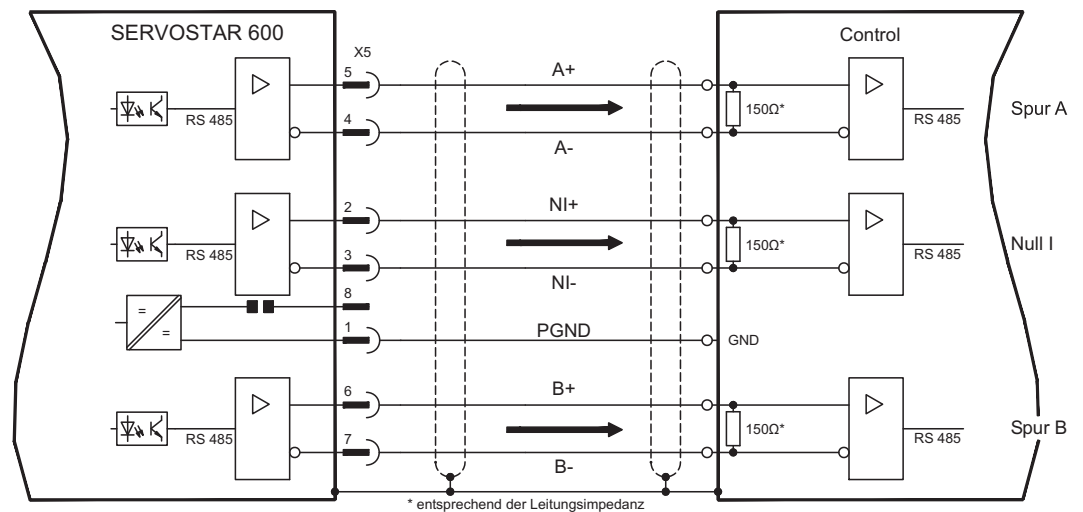 SERVOSTAR 600
Control
X5
5
A+
RS 485
150Ω*
RS 485
Spur A
4
A-
2
NI+
RS 485
150Ω*
RS 485
Null I
3
NI-
8
=
=
1
PGND
GND
6
B+
RS 485
150Ω*
RS 485
Spur B
7
B-
* entsprechend der Leitungsimpedanz